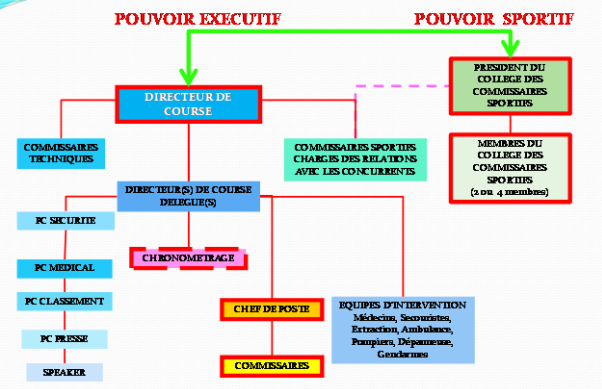 POUVOIR EXECUTIF
POUVOIR SPORTIF
PRESIDENT DU
COLLEGE DES
COMMISSAIRES
SPORTIFS
DIRECTEUR DE
COURSE
COMMISSAIRES
TECHNIQUES
COMMISSAIRES SPORTIFS
CHARGES DES RELATIONS
AVEC LES CONCURRENTS
MEMBRES DU
COLLEGE DES
COMMISSAIRES
SPORTIFS
(2 ou 4 membres)
DIRECTEUR(S) DE COURSE
DELEGUE(S)
PC SECURITE
CHRONOMETRAGE
PC MEDICAL
PC CLASSEMENT
CHEF DE POSTE
EQUIPES D'INTERVENTION
Médecins, Secouristes,
Extraction, Ambulance,
Pompiers, Dépanneuse,
Gendarmes
PC PRESSE
SPEAKER
COMMISSAIRES